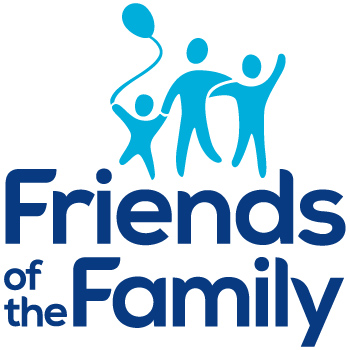 Friends
of the Family